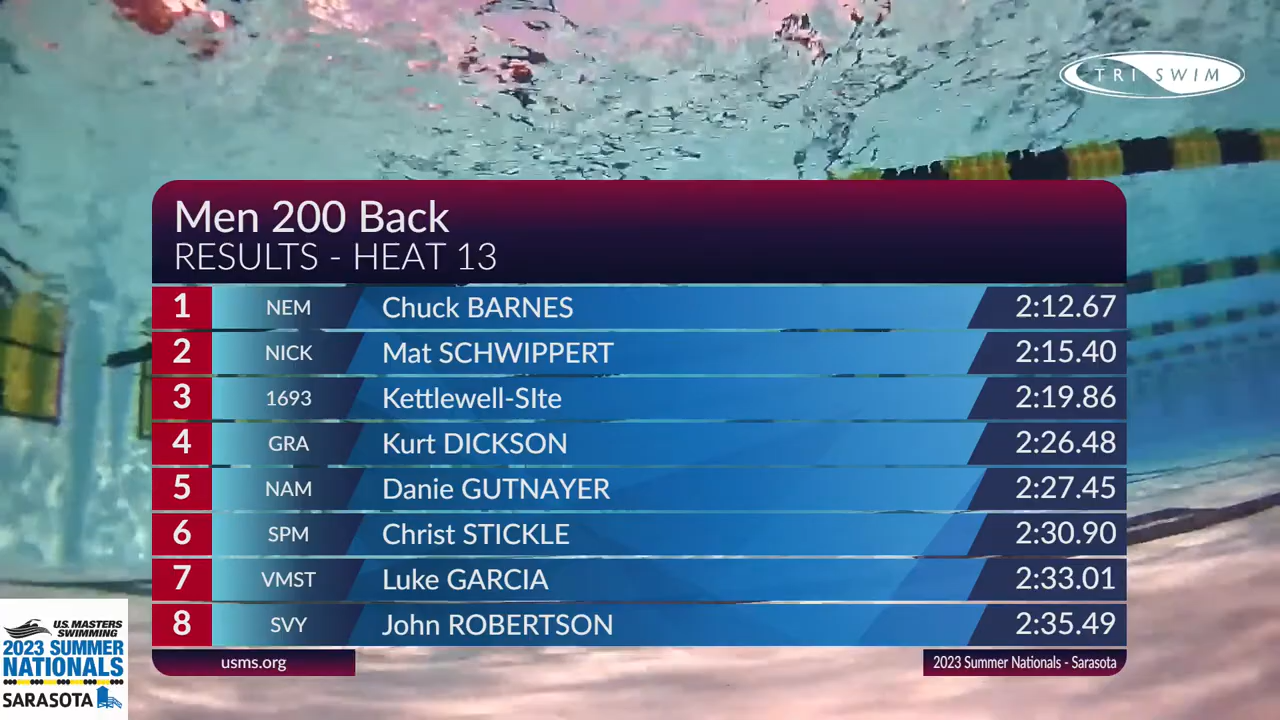 TRI SWIM
Men 200 Back
RESULTS - HEAT 13
1 NEM Chuck BARNES 2:12.67
2 NICK Mat SCHWIPPERT 2:15.40
3 1693 Kettlewell-SIte 2:19.86
4 GRA Kurt DICKSON 2:26.48
5 NAM Danie GUTNAYER 2:27.45
6 SPM Christ STICKLE 2:30.90
7 VMST Luke GARCIA 2:33.01
8 SVY John ROBERTSON 2:35.49
usms.org 2023 Summer Nationals - Sarasota
U.S. MASTERS
SWIMMING
2023 SUMMER
NATIONALS
SARASOTA